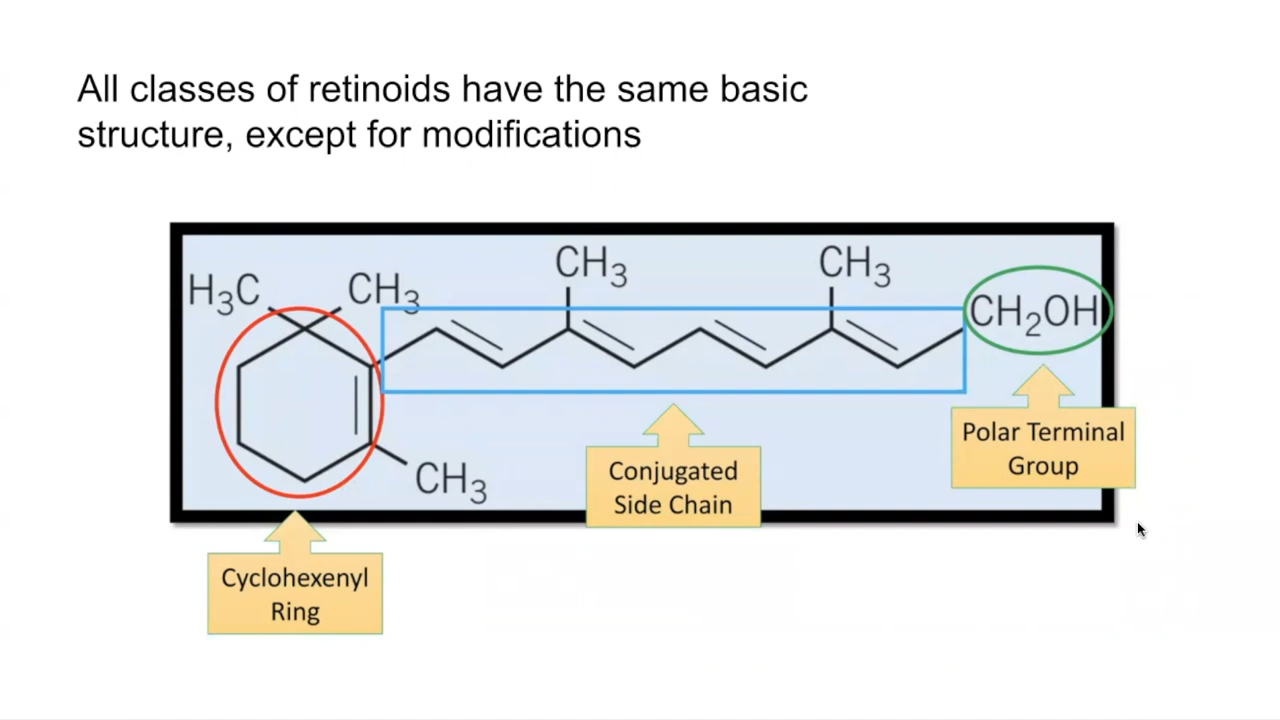 All classes of retinoids have the same basic
structure, except for modifications
H₃C
CH₃
CH₃
CH₃
CH₂OH
CH₃
Conjugated
Side Chain
Polar Terminal
Group
Cyclohexenyl
Ring